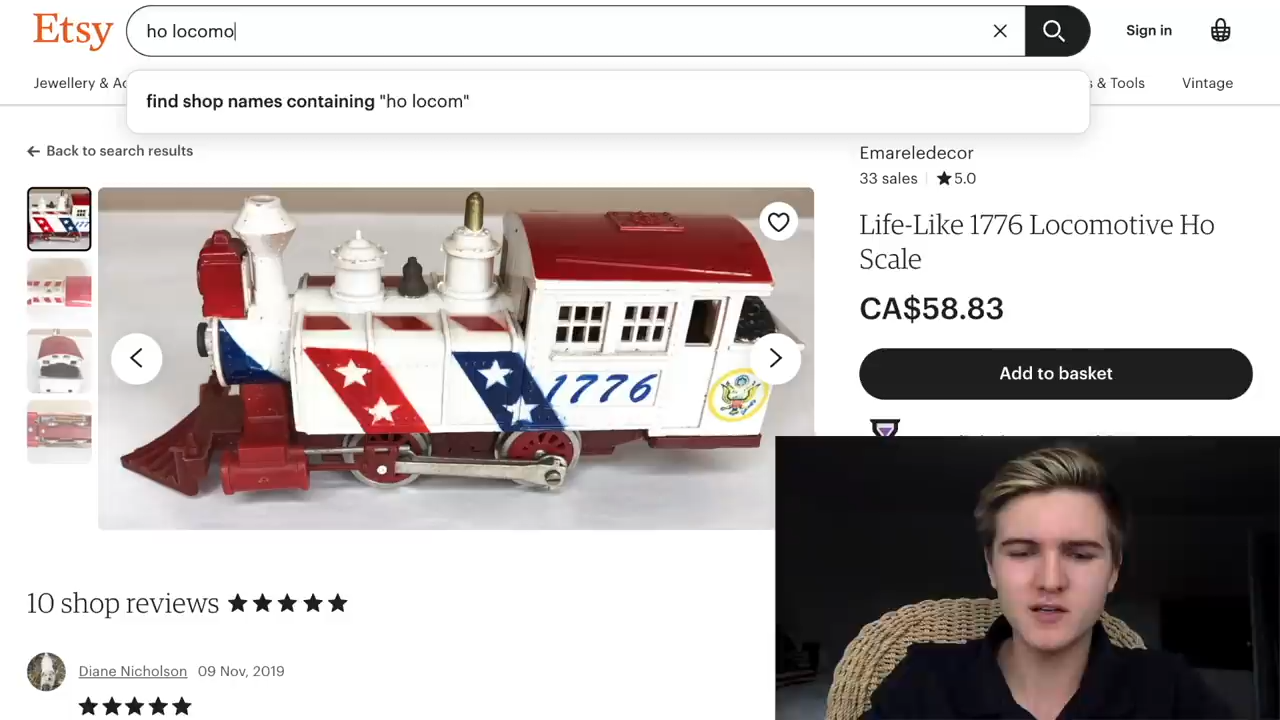 Etsy
ho locomo
Sign in
Jewellery & Ac
s & Tools
Vintage
find shop names containing "ho locom"
Back to search results
Emareledecor
33 sales
5.0
Life-Like 1776 Locomotive Ho
Scale
CA$58.83
Add to basket
1776
10 shop reviews
Diane Nicholson
09 Nov, 2019